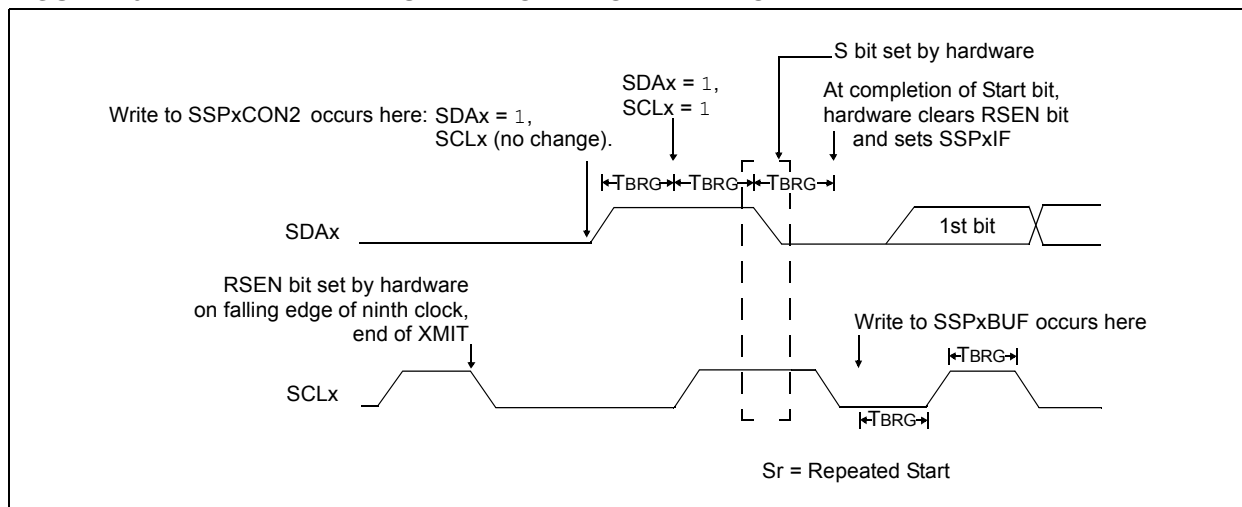 S bit set by hardware
SDAx = 1,
SCLx = 1
At completion of Start bit,
hardware clears RSEN bit
and sets SSPxIF
Write to SSPxCON2 occurs here: SDAx = 1,
SCLx (no change).
TBRG
TBRG
TBRG
SDAx
1st bit
RSEN bit set by hardware
on falling edge of ninth clock,
end of XMIT
Write to SSPxBUF occurs here
TBRG
SCLx
TBRG
Sr = Repeated Start